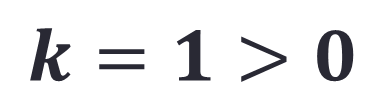 k = 1 > 0